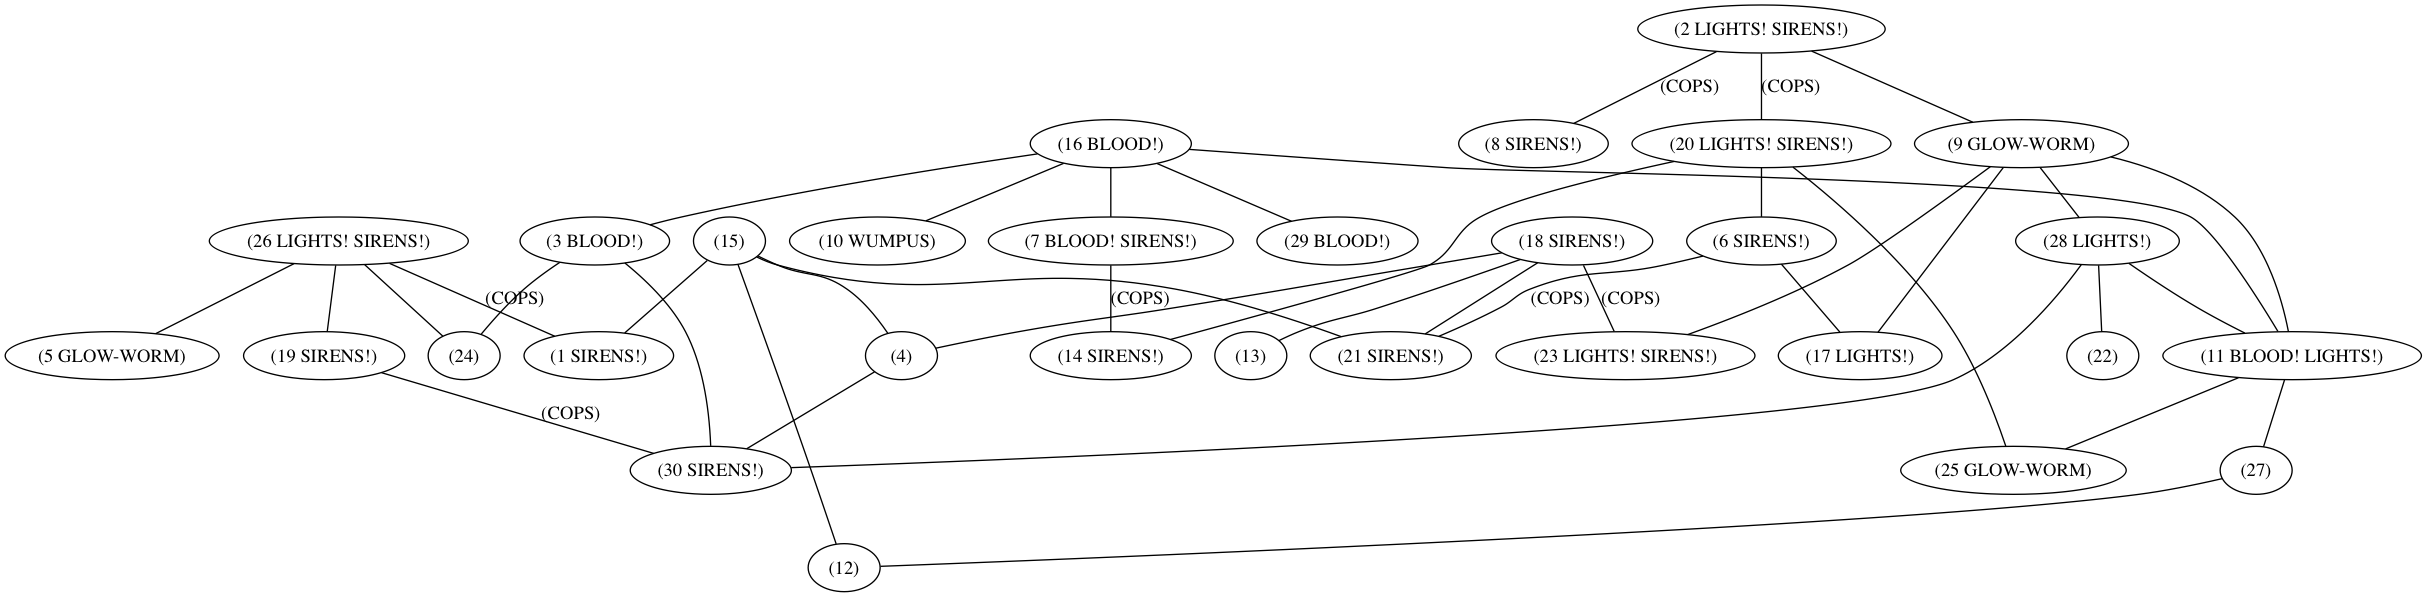 (2 LIGHTS! SIRENS!)
(COPS)
(COPS)
(16 BLOOD!)
(8 SIRENS!)
(20 LIGHTS! SIRENS!)
(9 GLOW-WORM)
(26 LIGHTS! SIRENS!)
(3 BLOOD!)
(15)
(10 WUMPUS)
(7 BLOOD! SIRENS!)
(29 BLOOD!)
(18 SIRENS!)
(6 SIRENS!)
(28 LIGHTS!)
(COPS)
(COPS)
(COPS)
(COPS)
(5 GLOW-WORM)
(19 SIRENS!)
(24)
(1 SIRENS!)
(4)
(14 SIRENS!)
(13)
(21 SIRENS!)
(23 LIGHTS! SIRENS!)
(17 LIGHTS!)
(22)
(11 BLOOD! LIGHTS!)
(COPS)
(30 SIRENS!)
(25 GLOW-WORM)
(27)
(12)